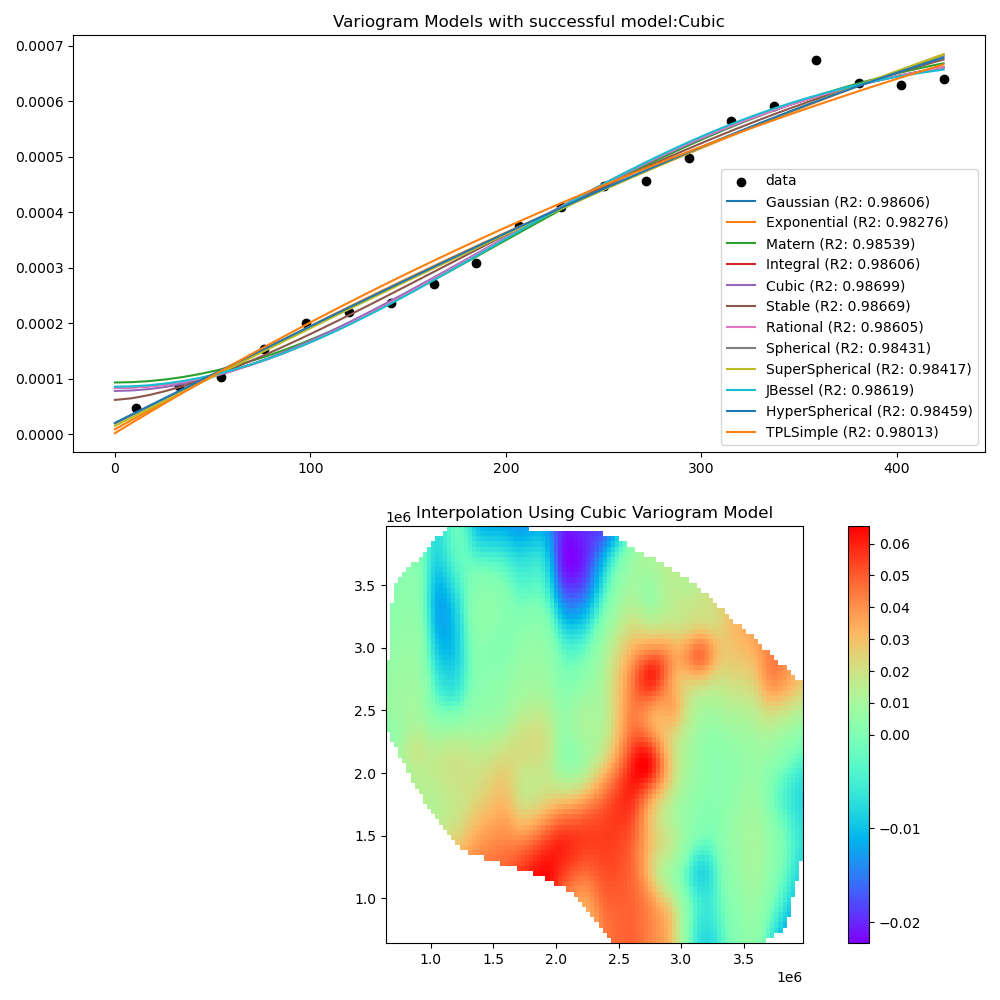 Variogram Models with successful model:Cubic
0.0007
0.0006
0.0005
0.0004
0.0003
0.0002
0.0001
0.0000
data
Gaussian (R2: 0.98606)
Exponential (R2: 0.98276)
Matern (R2: 0.98539)
Integral (R2: 0.98606)
Cubic (R2: 0.98699)
Stable (R2: 0.98669)
Rational (R2: 0.98605)
Spherical (R2: 0.98431)
SuperSpherical (R2: 0.98417)
JBessel (R2: 0.98619)
HyperSpherical (R2: 0.98459)
TPLSimple (R2: 0.98013)
0 100 200 300 400
Interpolation Using Cubic Variogram Model
1e6
3.5
3.0
2.5
2.0
1.5
1.0
1.0 1.5 2.0 2.5 3.0 3.5
1e6
0.06
0.05
0.04
0.03
0.02
0.01
0.00
−0.01
−0.02